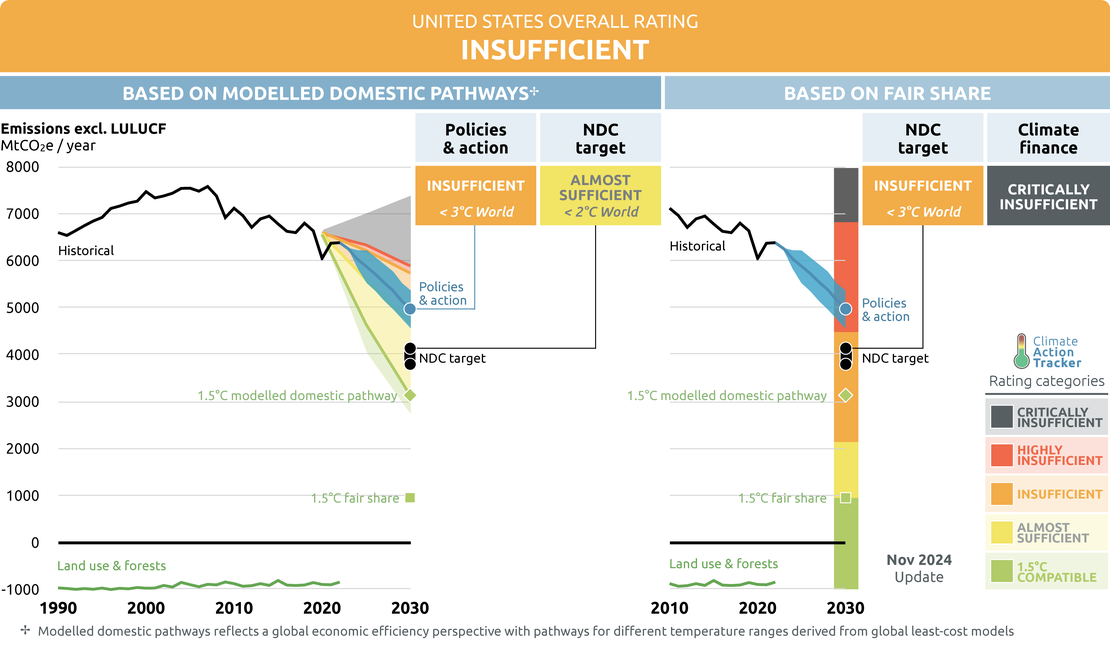 UNITED STATES OVERALL RATING
INSUFFICIENT
BASED ON MODELLED DOMESTIC PATHWAYS✢
BASED ON FAIR SHARE
Emissions excl. LULUCF
MtCO₂e / year
Policies
& action
NDC
target
NDC
target
Climate
finance
INSUFFICIENT
< 3°C World
ALMOST
SUFFICIENT
< 2°C World
INSUFFICIENT
< 3°C World
CRITICALLY
INSUFFICIENT
8000
7000
6000
5000
4000
3000
2000
1000
0
-1000
Historical
Policies
& action
NDC target
1.5°C modelled domestic pathway
1.5°C fair share
Land use & forests
1990
2000
2010
2020
2030
Historical
Policies
& action
NDC target
1.5°C modelled domestic pathway
1.5°C fair share
Land use & forests
2010
2020
2030
Climate
Action
Tracker
Rating categories
CRITICALLY
INSUFFICIENT
HIGHLY
INSUFFICIENT
INSUFFICIENT
ALMOST
SUFFICIENT
1.5°C
COMPATIBLE
Nov 2024
Update
✢ Modelled domestic pathways reflects a global economic efficiency perspective with pathways for different temperature ranges derived from global least-cost models